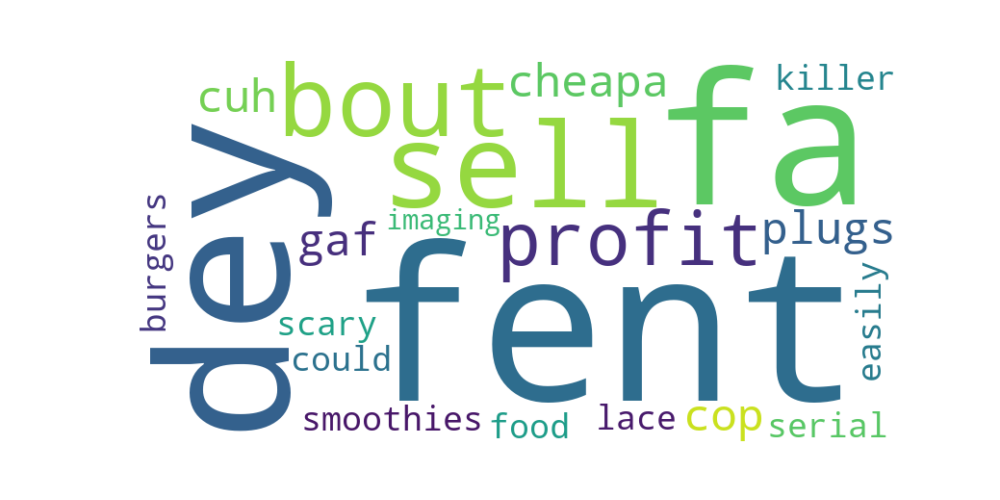 cuh bout cheapa killer
sell fa
dey
burgers gaf imaging profit plugs
scary fent easily
could
smoothies food lace cop serial